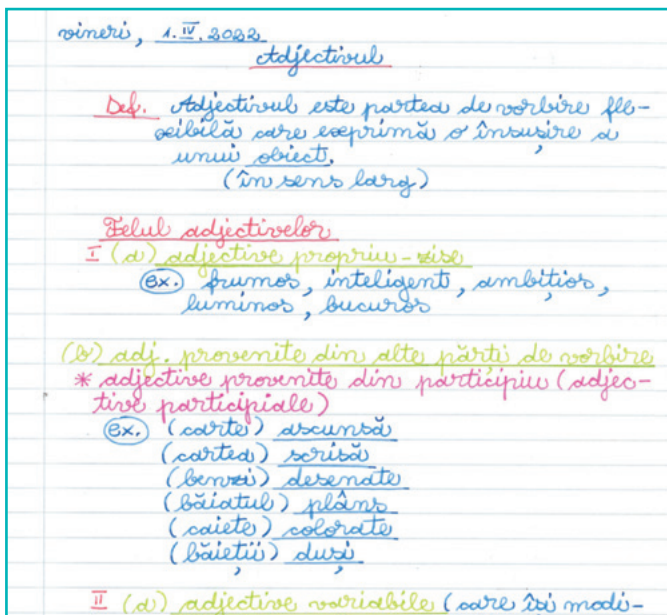 vineri, 1.IV.2022
Adjectivul
Def. Adjectivul este partea de vorbire fle-
xibilă care exprimă o însușire a
unui obiect.
(în sens larg)
Felul adjectivelor
I (a) adjective propriu-zise
ex. frumos, inteligent, ambițios,
luminos, bucuros
(b) adj. provenite din alte părți de vorbire
* adjective provenite din participiu (adjec-
tive participiale)
ex. (carte) ascunsă
(cartea) scrisă
(benzi) desenate
(băiatul) plâns
(caiete) colorate
(băieții) duși
II (a) adjective variabile (care își modi-